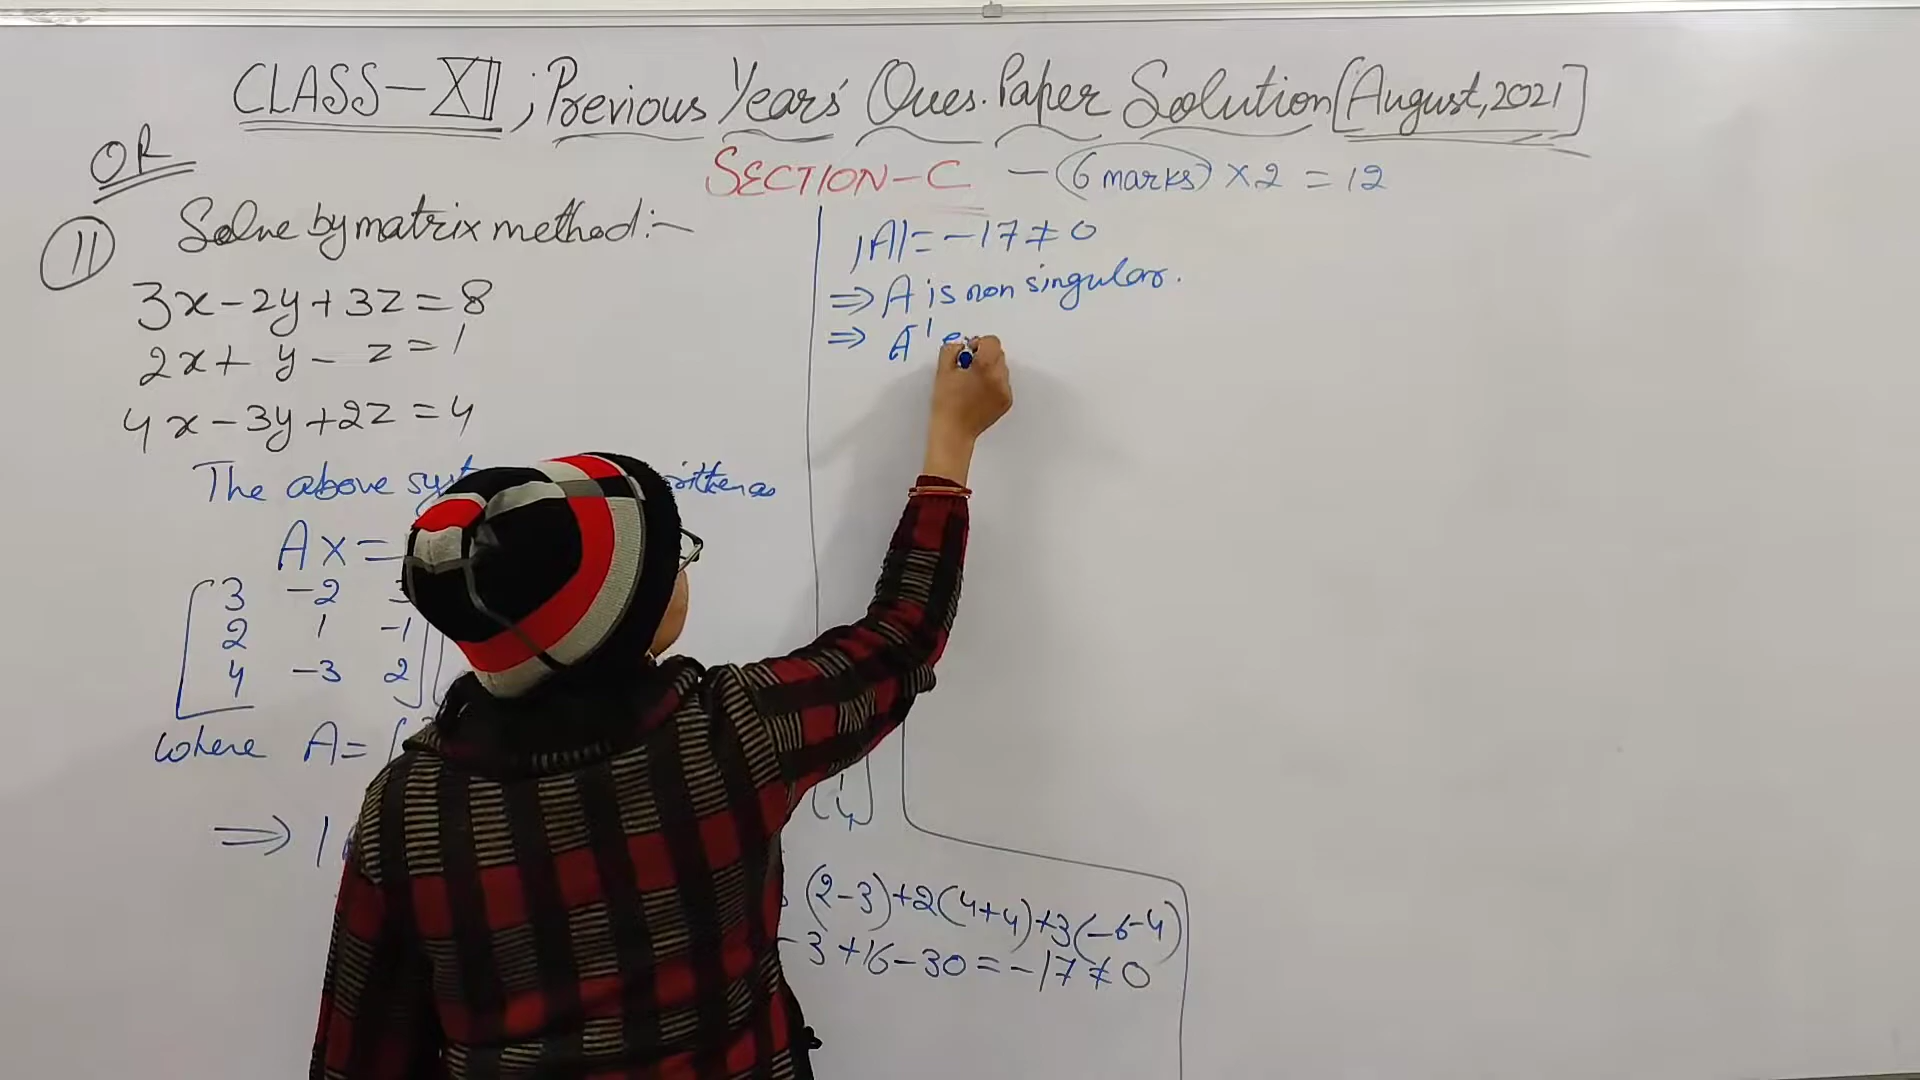 CLASS-XII ; Previous Years' Ques. Paper Solution [August, 2021]
OR
SECTION-C - (6 marks) × 2 = 12
11 Solve by matrix method:-
3x - 2y + 3z = 8
2x + y - z = 1
4x - 3y + 2z = 4
The above
AX =
3 -2
2 1 -1
4 -3 2
where A = [
⇒ |
(2-3)+2(4+4)+3(-6-4)
-3+16-30 = -17 ≠ 0
|A| = -17 ≠ 0
⇒ A is non singular.
⇒ A⁻¹